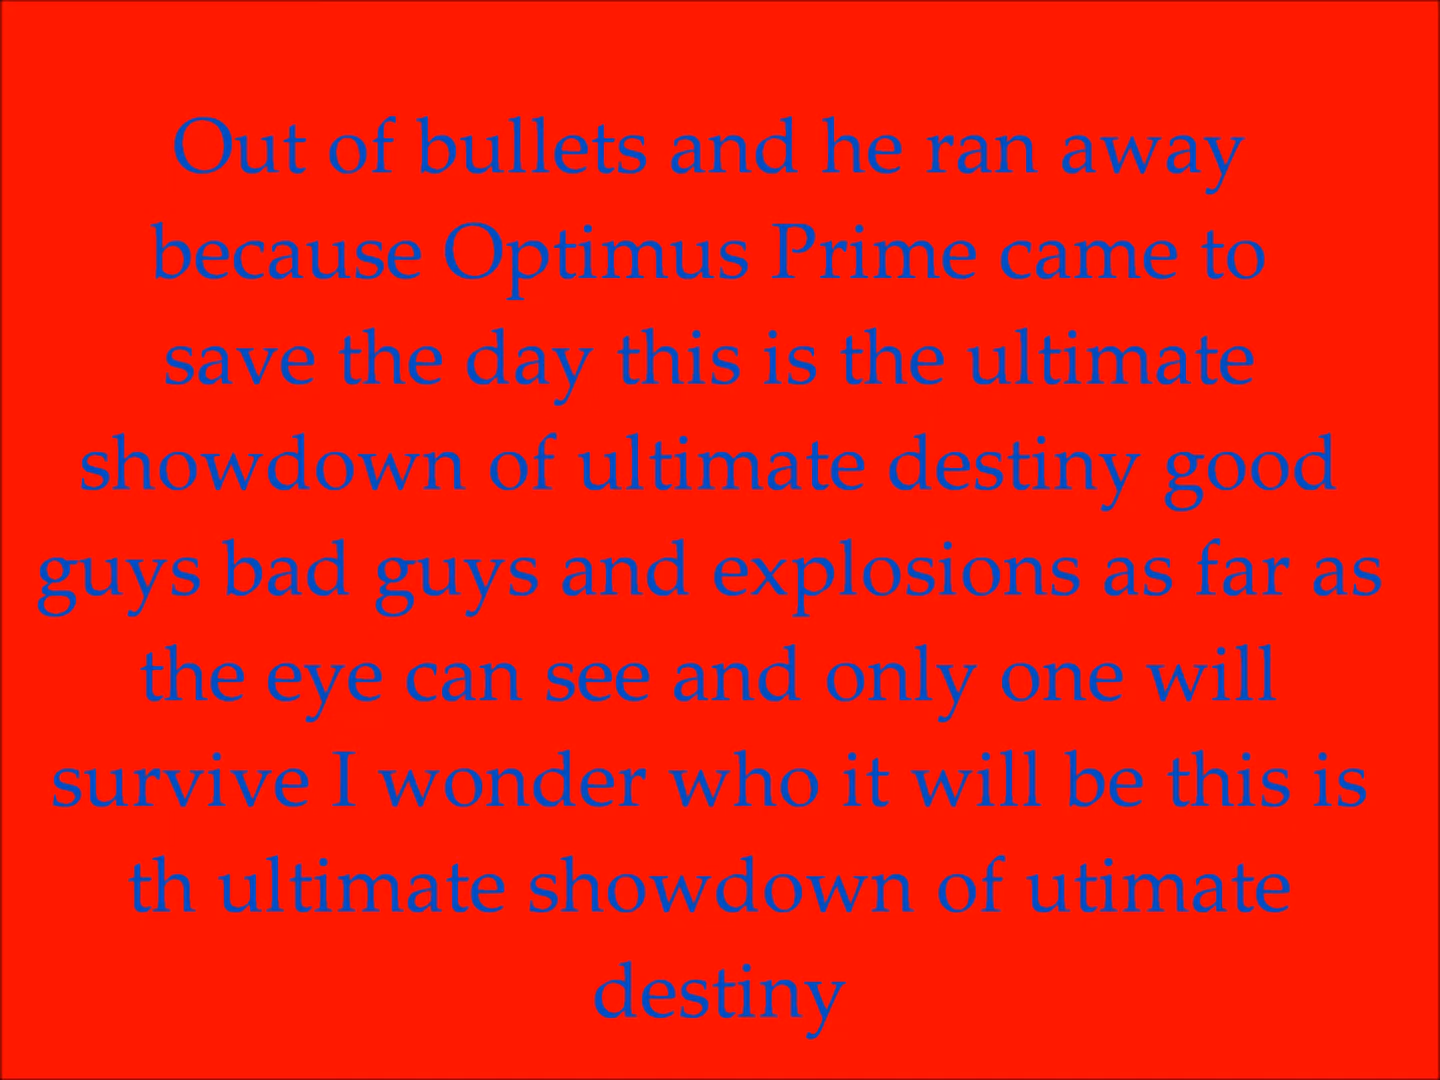 Out of bullets and he ran away
because Optimus Prime came to
save the day this is the ultimate
showdown of ultimate destiny good
guys bad guys and explosions as far as
the eye can see and only one will
survive I wonder who it will be this is
th ultimate showdown of utimate
destiny